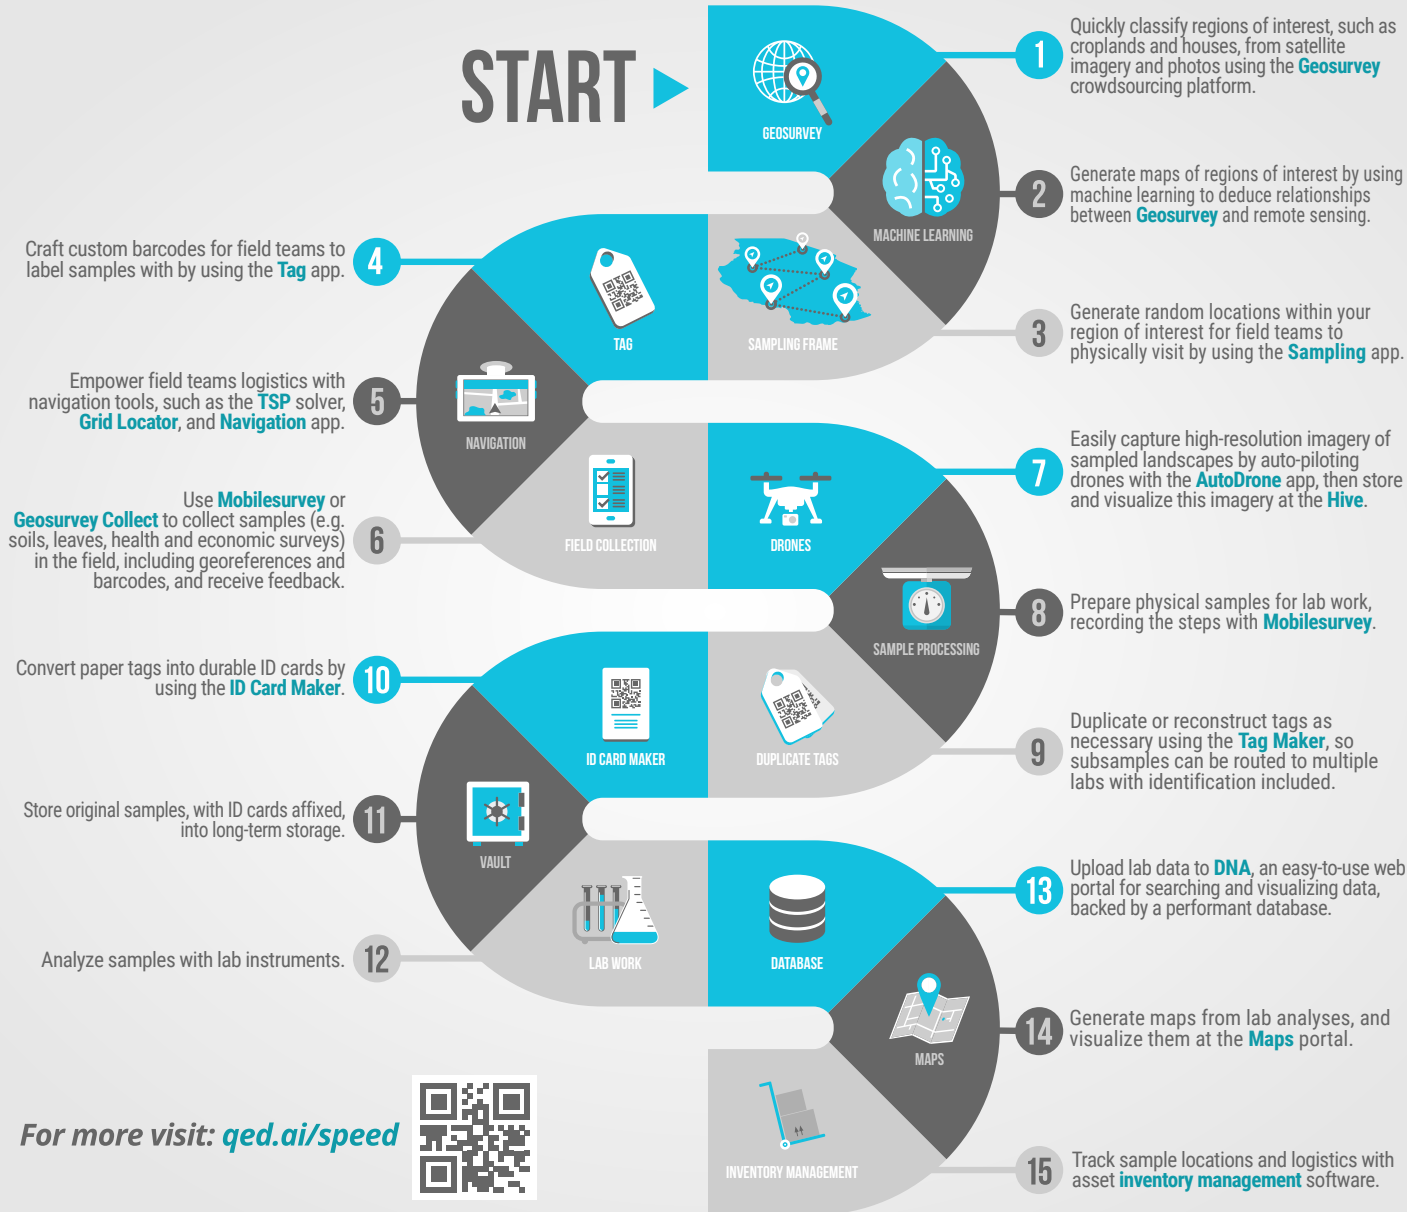 START
GEOSURVEY
1
Quickly classify regions of interest, such as
croplands and houses, from satellite
imagery and photos using the Geosurvey
crowdsourcing platform.
MACHINE LEARNING
2
Generate maps of regions of interest by using
machine learning to deduce relationships
between Geosurvey and remote sensing.
SAMPLING FRAME
3
Generate random locations within your
region of interest for field teams to
physically visit by using the Sampling app.
TAG
4
Craft custom barcodes for field teams to
label samples with by using the Tag app.
NAVIGATION
5
Empower field teams logistics with
navigation tools, such as the TSP solver,
Grid Locator, and Navigation app.
FIELD COLLECTION
6
Use Mobilesurvey or
Geosurvey Collect to collect samples (e.g.
soils, leaves, health and economic surveys)
in the field, including georeferences and
barcodes, and receive feedback.
DRONES
7
Easily capture high-resolution imagery of
sampled landscapes by auto-piloting
drones with the AutoDrone app, then store
and visualize this imagery at the Hive.
SAMPLE PROCESSING
8
Prepare physical samples for lab work,
recording the steps with Mobilesurvey.
DUPLICATE TAGS
9
Duplicate or reconstruct tags as
necessary using the Tag Maker, so
subsamples can be routed to multiple
labs with identification included.
ID CARD MAKER
10
Convert paper tags into durable ID cards by
using the ID Card Maker.
VAULT
11
Store original samples, with ID cards affixed,
into long-term storage.
LAB WORK
12
Analyze samples with lab instruments.
DATABASE
13
Upload lab data to DNA, an easy-to-use web
portal for searching and visualizing data,
backed by a performant database.
MAPS
14
Generate maps from lab analyses, and
visualize them at the Maps portal.
INVENTORY MANAGEMENT
15
Track sample locations and logistics with
asset inventory management software.
For more visit: qed.ai/speed